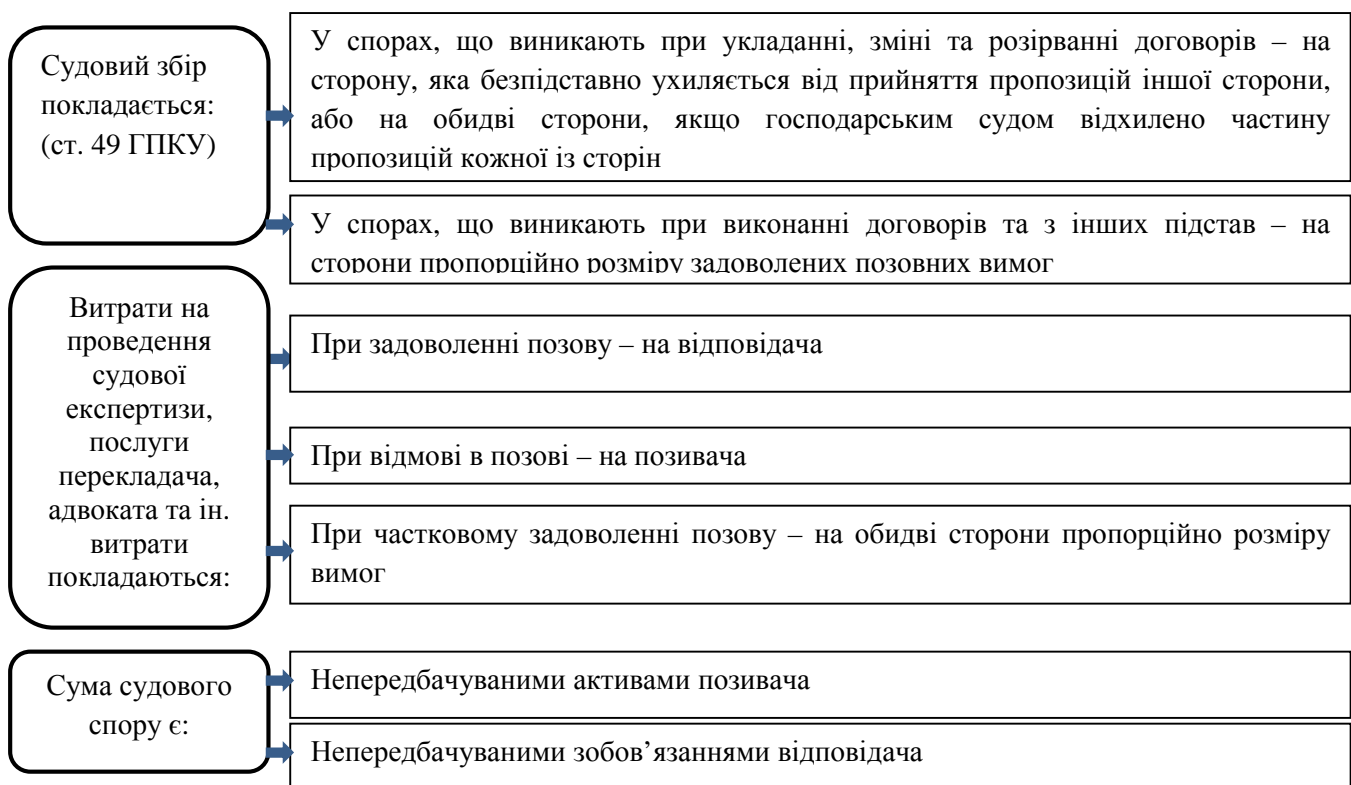 Судовий збір
покладається:
(ст. 49 ГПКУ)
У спорах, що виникають при укладанні, зміні та розірванні договорів – на
сторону, яка безпідставно ухиляється від прийняття пропозицій іншої сторони,
або на обидві сторони, якщо господарським судом відхилено частину
пропозицій кожної із сторін
У спорах, що виникають при виконанні договорів та з інших підстав – на
сторони пропорційно розміру задоволених позовних вимог
Витрати на
проведення
судової
експертизи,
послуги
перекладача,
адвоката та ін.
витрати
покладаються:
При задоволенні позову – на відповідача
При відмові в позові – на позивача
При частковому задоволенні позову – на обидві сторони пропорційно розміру
вимог
Сума судового
спору є:
Непередбачуваними активами позивача
Непередбачуваними зобов’язаннями відповідача